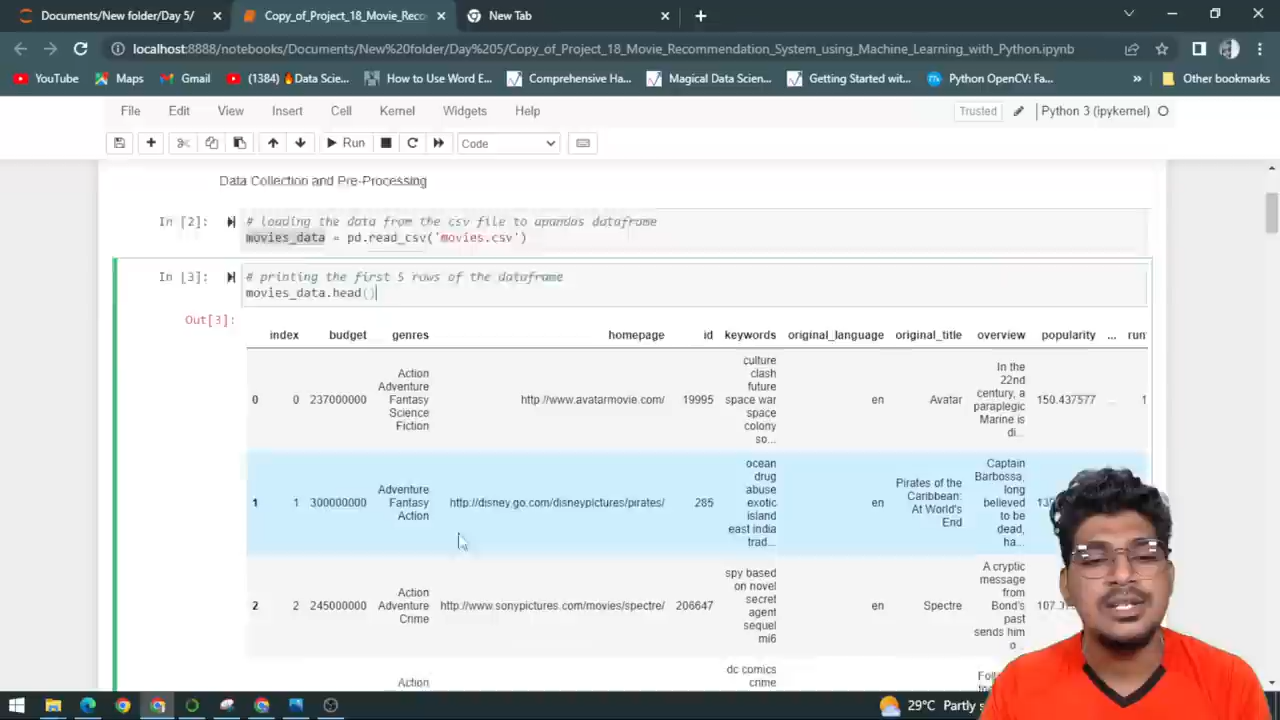 Documents/New folder/Day 5/
Copy_of_Project_18_Movie_Reco
New Tab
localhost:8888/notebooks/Documents/New%20folder/Day%205/Copy_of_Project_18_Movie_Recommendation_System_using_Machine_Learning_with_Python.ipynb
YouTube
Maps
Gmail
(1384) 🔥Data Scie...
How to Use Word E...
Comprehensive Ha...
Magical Data Scien...
Getting Started wit...
Python OpenCV: Fa...
»
Other bookmarks
File Edit View Insert Cell Kernel Widgets Help
Trusted
Python 3 (ipykernel)
Run
Code
Data Collection and Pre-Processing
In [2]:
# loading the data from the csv file to apandas dataframe
movies_data = pd.read_csv('movies.csv')
In [3]:
# printing the first 5 rows of the dataframe
movies_data.head()
Out[3]:
index budget genres homepage id keywords original_language original_title overview popularity ... run
0 0 237000000
Action
Adventure
Fantasy
Science
Fiction
http://www.avatarmovie.com/ 19995
culture
clash
future
space war
space
colony
so...
en Avatar
In the
22nd
century, a
paraplegic
Marine is
di...
150.437577 ... 1
1 1 300000000
Adventure
Fantasy
Action
http://disney.go.com/disneypictures/pirates/ 285
ocean
drug
abuse
exotic
island
east india
trad...
en
Pirates of the
Caribbean:
At World's
End
Captain
Barbossa,
long
believed
to be
dead,
ha...
2 2 245000000
Action
Adventure
Crime
http://www.sonypictures.com/movies/spectre/ 206647
spy based
on novel
secret
agent
sequel
mi6
en Spectre
A cryptic
message
from
Bond's
past
sends him
o...
Action
dc comics
crime
29°C Partly s